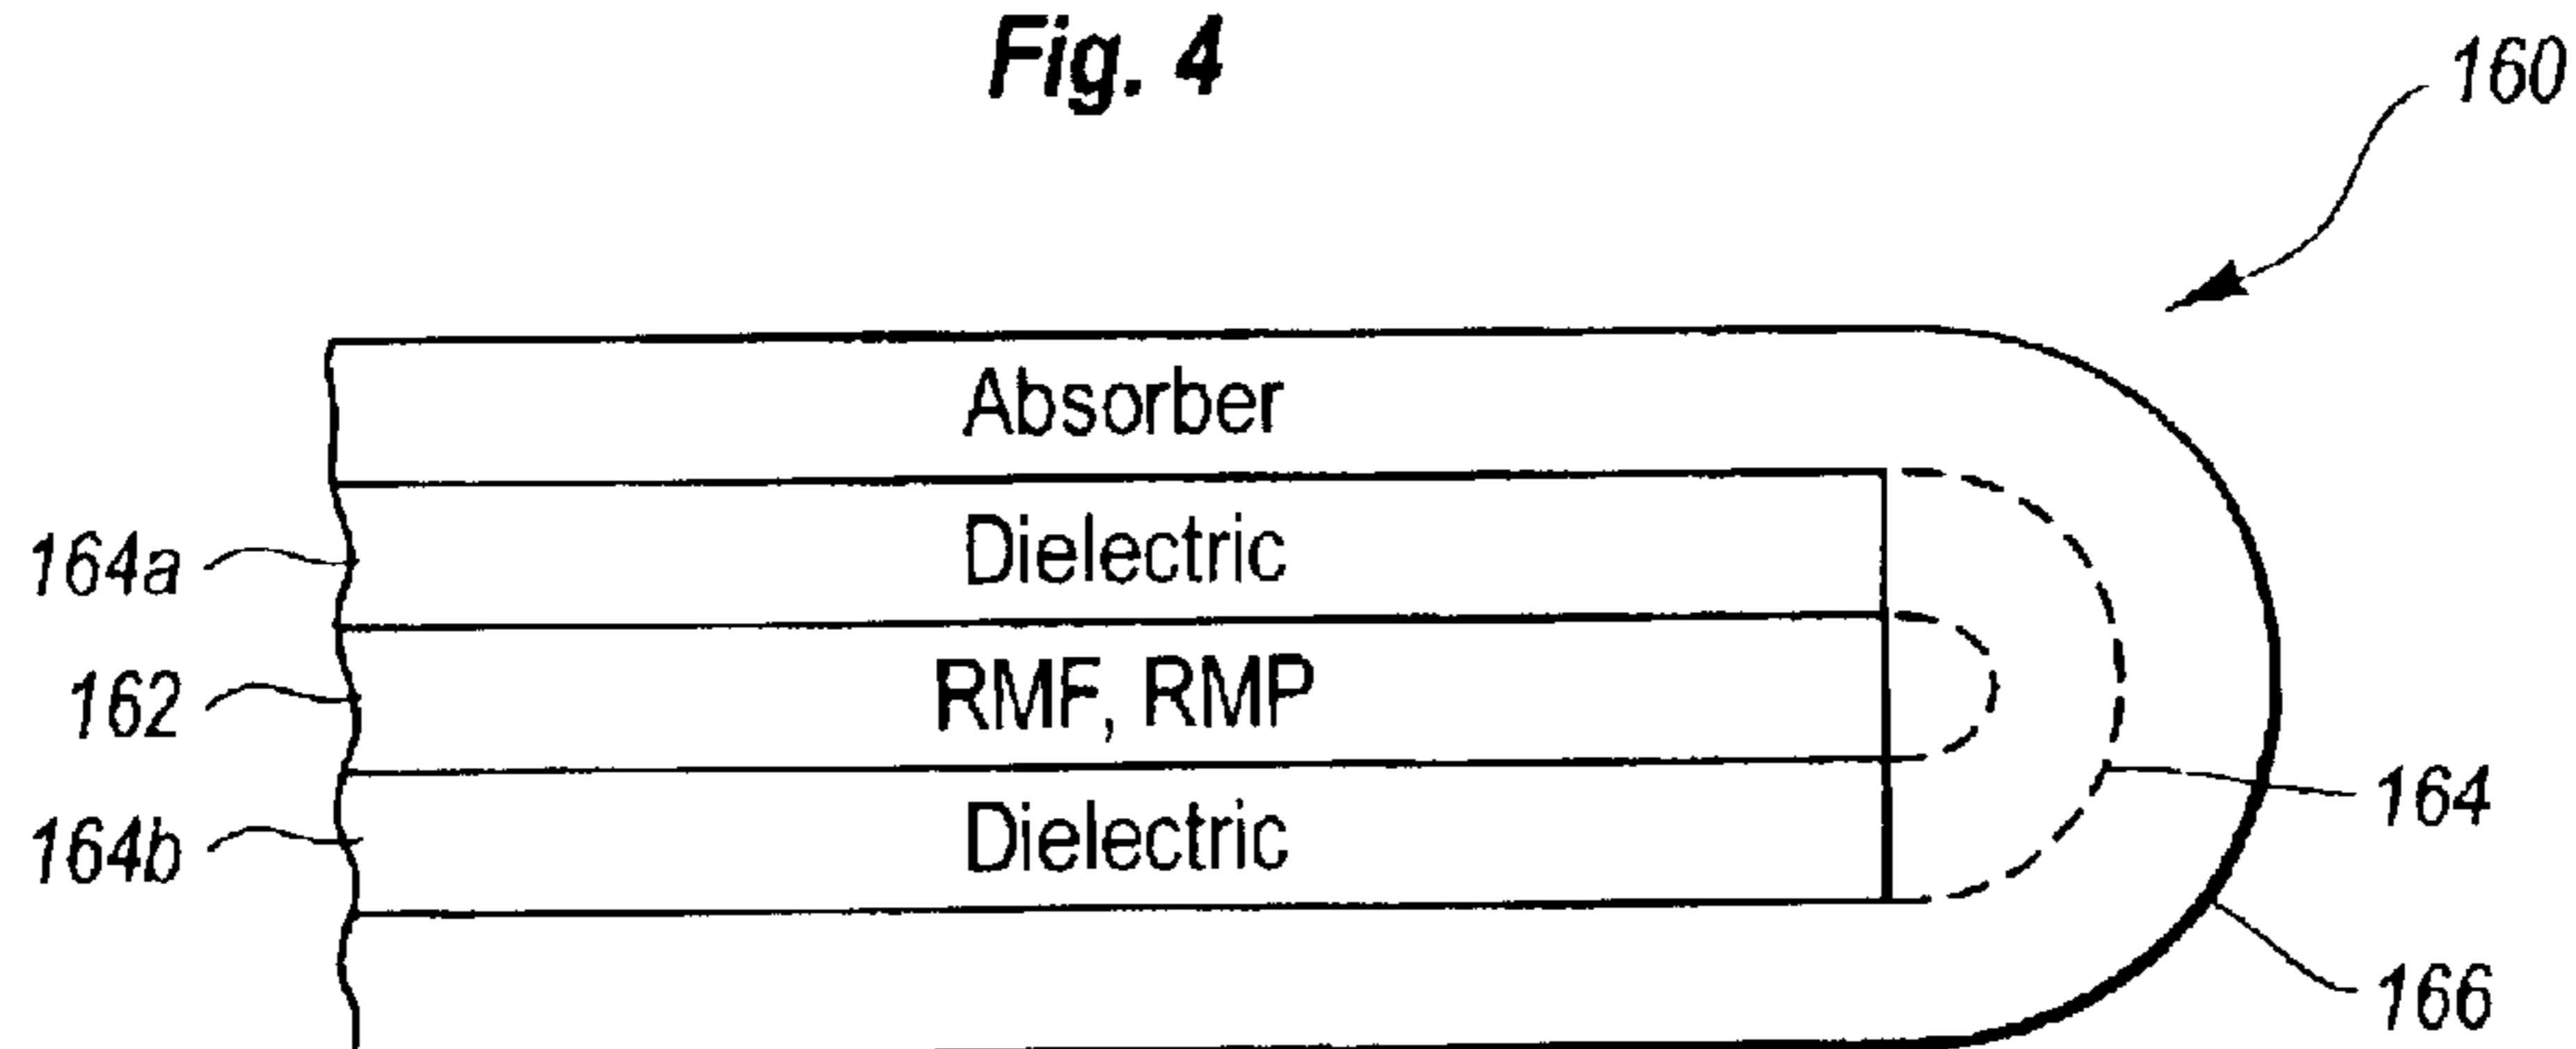 Fig. 4
160
Absorber
164a Dielectric
162 RMF, RMP
164
164b Dielectric
166